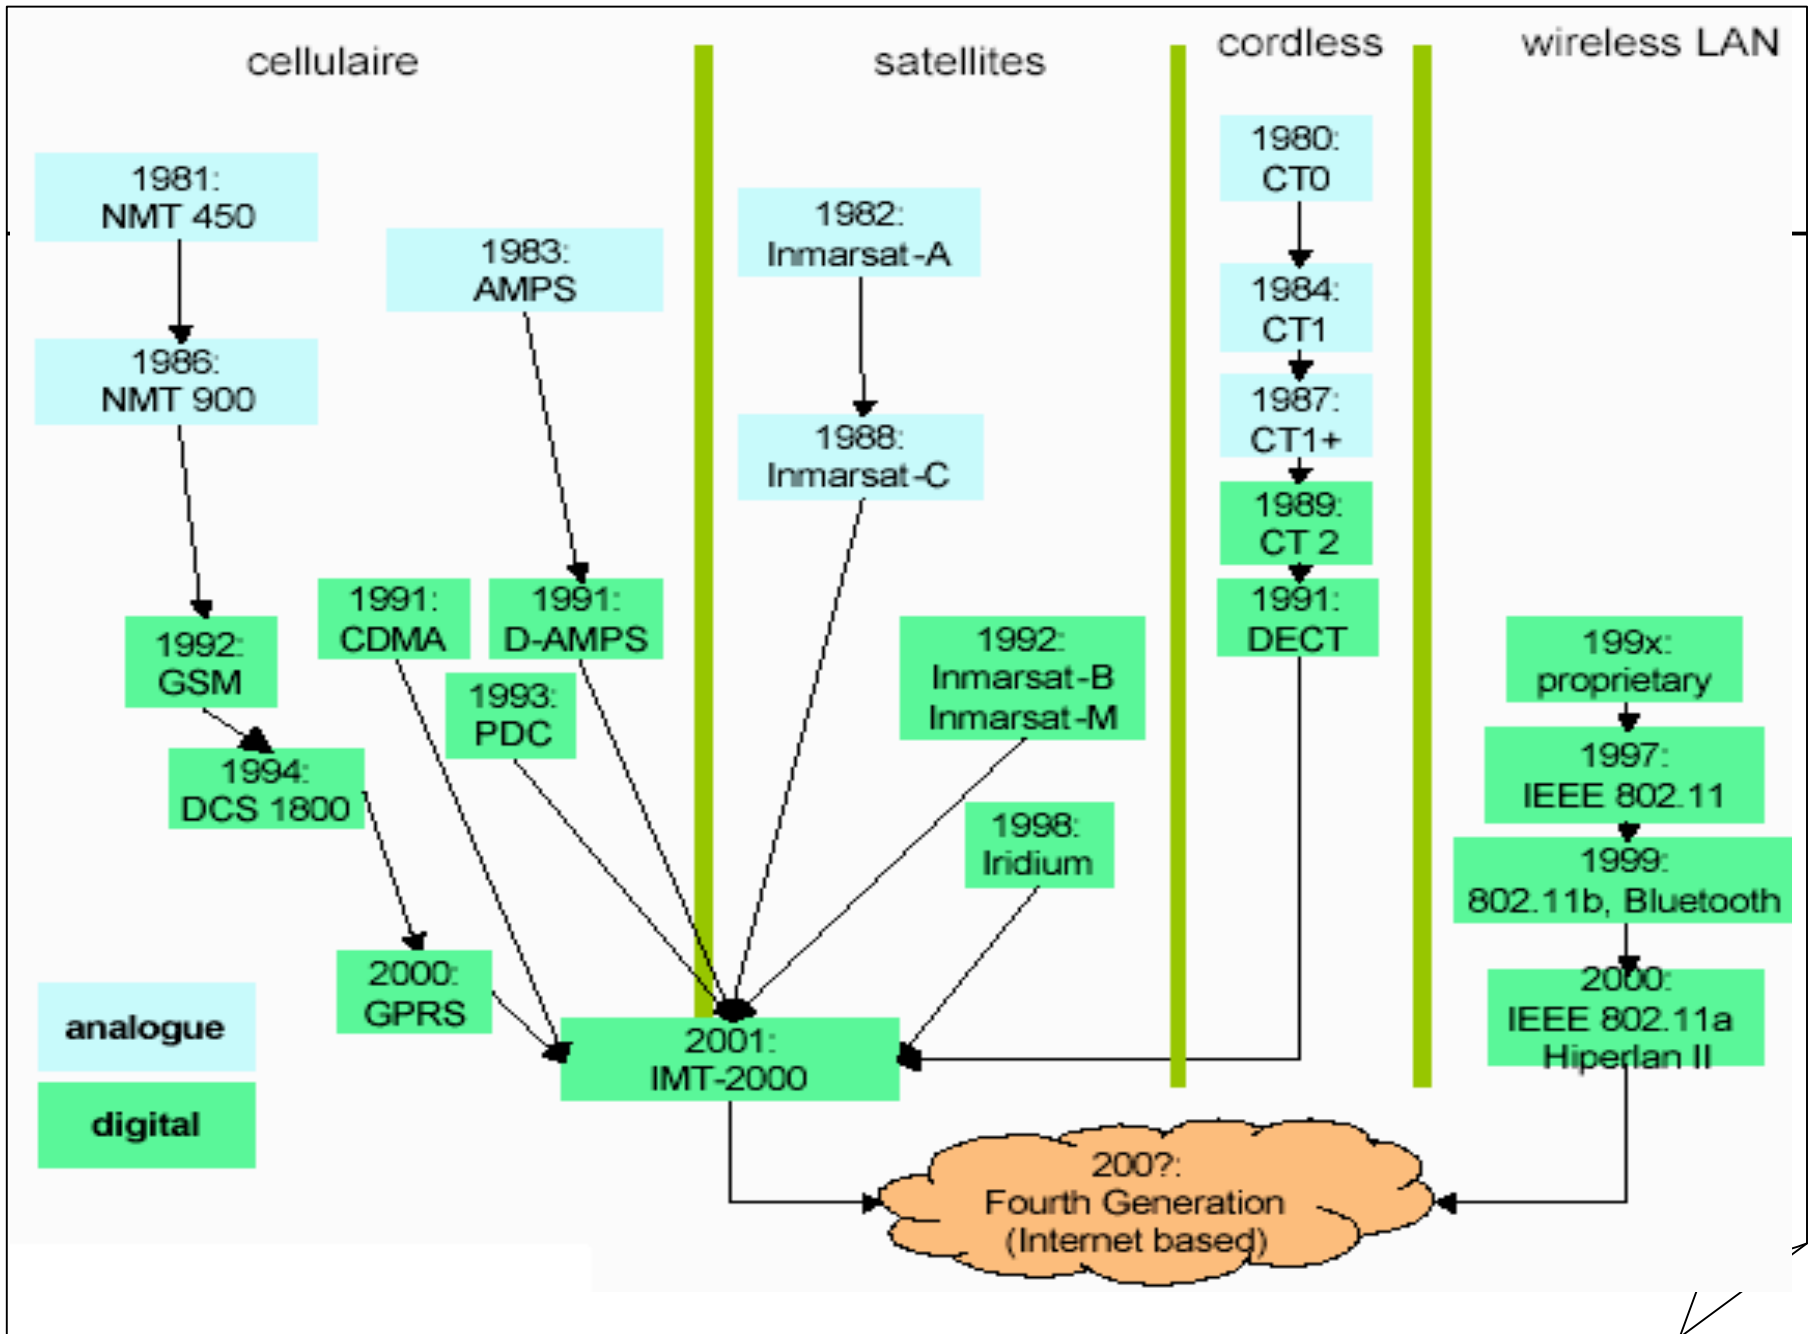 cellulaire
satellites
cordless
wireless LAN
1981:
NMT 450
1986:
NMT 900
1992:
GSM
1994:
DCS 1800
2000:
GPRS
1983:
AMPS
1991:
CDMA
1991:
D-AMPS
1993:
PDC
1982:
Inmarsat-A
1988:
Inmarsat-C
1992:
Inmarsat-B
Inmarsat-M
1998:
Iridium
1980:
CT0
1984:
CT1
1987:
CT1+
1989:
CT 2
1991:
DECT
199x:
proprietary
1997:
IEEE 802.11
1999:
802.11b, Bluetooth
2000:
IEEE 802.11a
Hiperlan II
analogue
digital
2001:
IMT-2000
200?:
Fourth Generation
(Internet based)